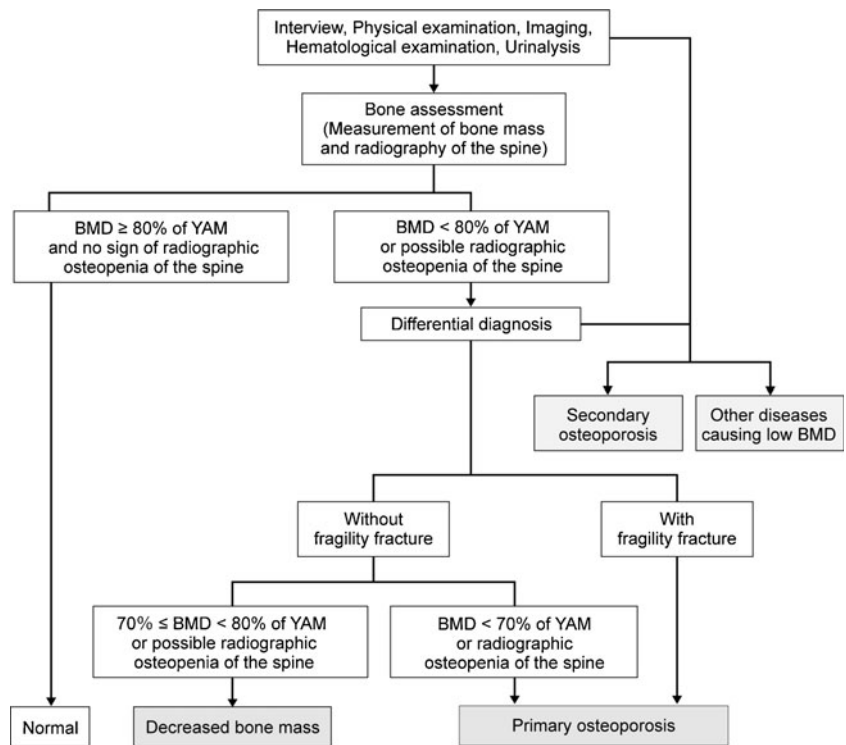 Interview, Physical examination, Imaging,
Hematological examination, Urinalysis
Bone assessment
(Measurement of bone mass
and radiography of the spine)
BMD ≥ 80% of YAM
and no sign of radiographic
osteopenia of the spine
BMD < 80% of YAM
or possible radiographic
osteopenia of the spine
Differential diagnosis
Secondary
osteoporosis
Other diseases
causing low BMD
Without
fragility fracture
With
fragility fracture
70% ≤ BMD < 80% of YAM
or possible radiographic
osteopenia of the spine
BMD < 70% of YAM
or radiographic
osteopenia of the spine
Normal
Decreased bone mass
Primary osteoporosis